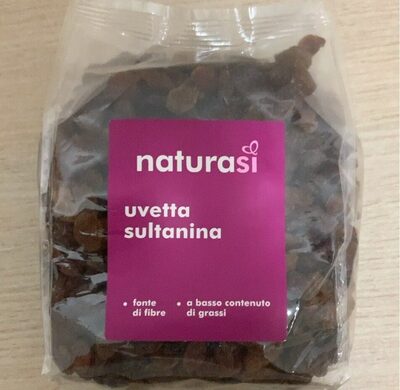 naturasì
uvetta
sultanina
• fonte
di fibre
• a basso contenuto
di grassi